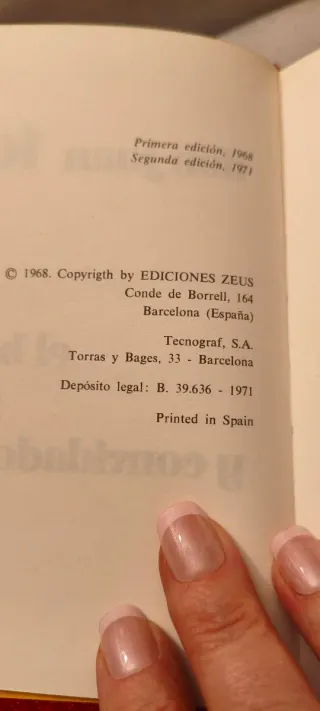 Primera edición, 1968
Segunda edición, 1971
© 1968. Copyrigth by EDICIONES ZEUS
Conde de Borrell, 164
Barcelona (España)
Tecnograf, S.A.
Torras y Bages, 33 - Barcelona
Depósito legal: B. 39.636 - 1971
Printed in Spain